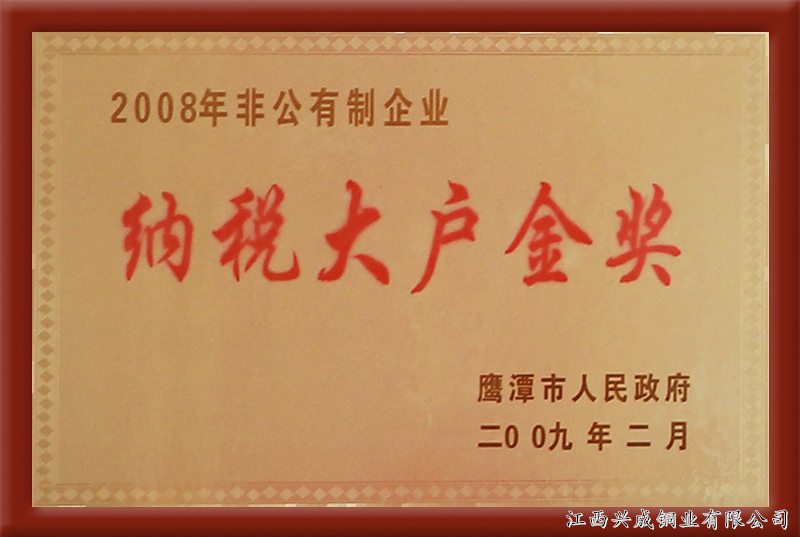 2008年非公有制企业
纳税大户金奖
鹰潭市人民政府
二00九年二月
江西兴成铜业有限公司